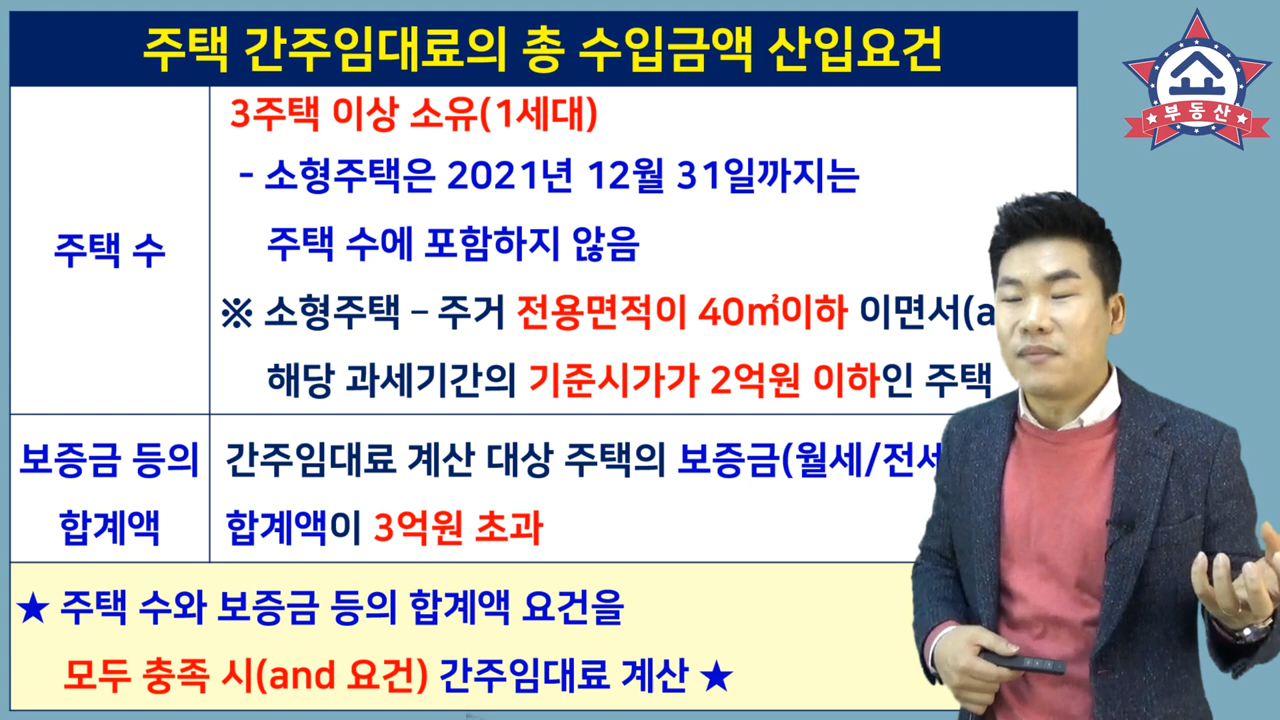 주택 간주임대료의 총 수입금액 산입요건
부동산
주택 수
3주택 이상 소유(1세대)
- 소형주택은 2021년 12월 31일까지는
주택 수에 포함하지 않음
※ 소형주택 – 주거 전용면적이 40㎡이하 이면서(a
해당 과세기간의 기준시가가 2억원 이하인 주택
보증금 등의
합계액
간주임대료 계산 대상 주택의 보증금(월세/전세
합계액이 3억원 초과
★ 주택 수와 보증금 등의 합계액 요건을
모두 충족 시(and 요건) 간주임대료 계산 ★